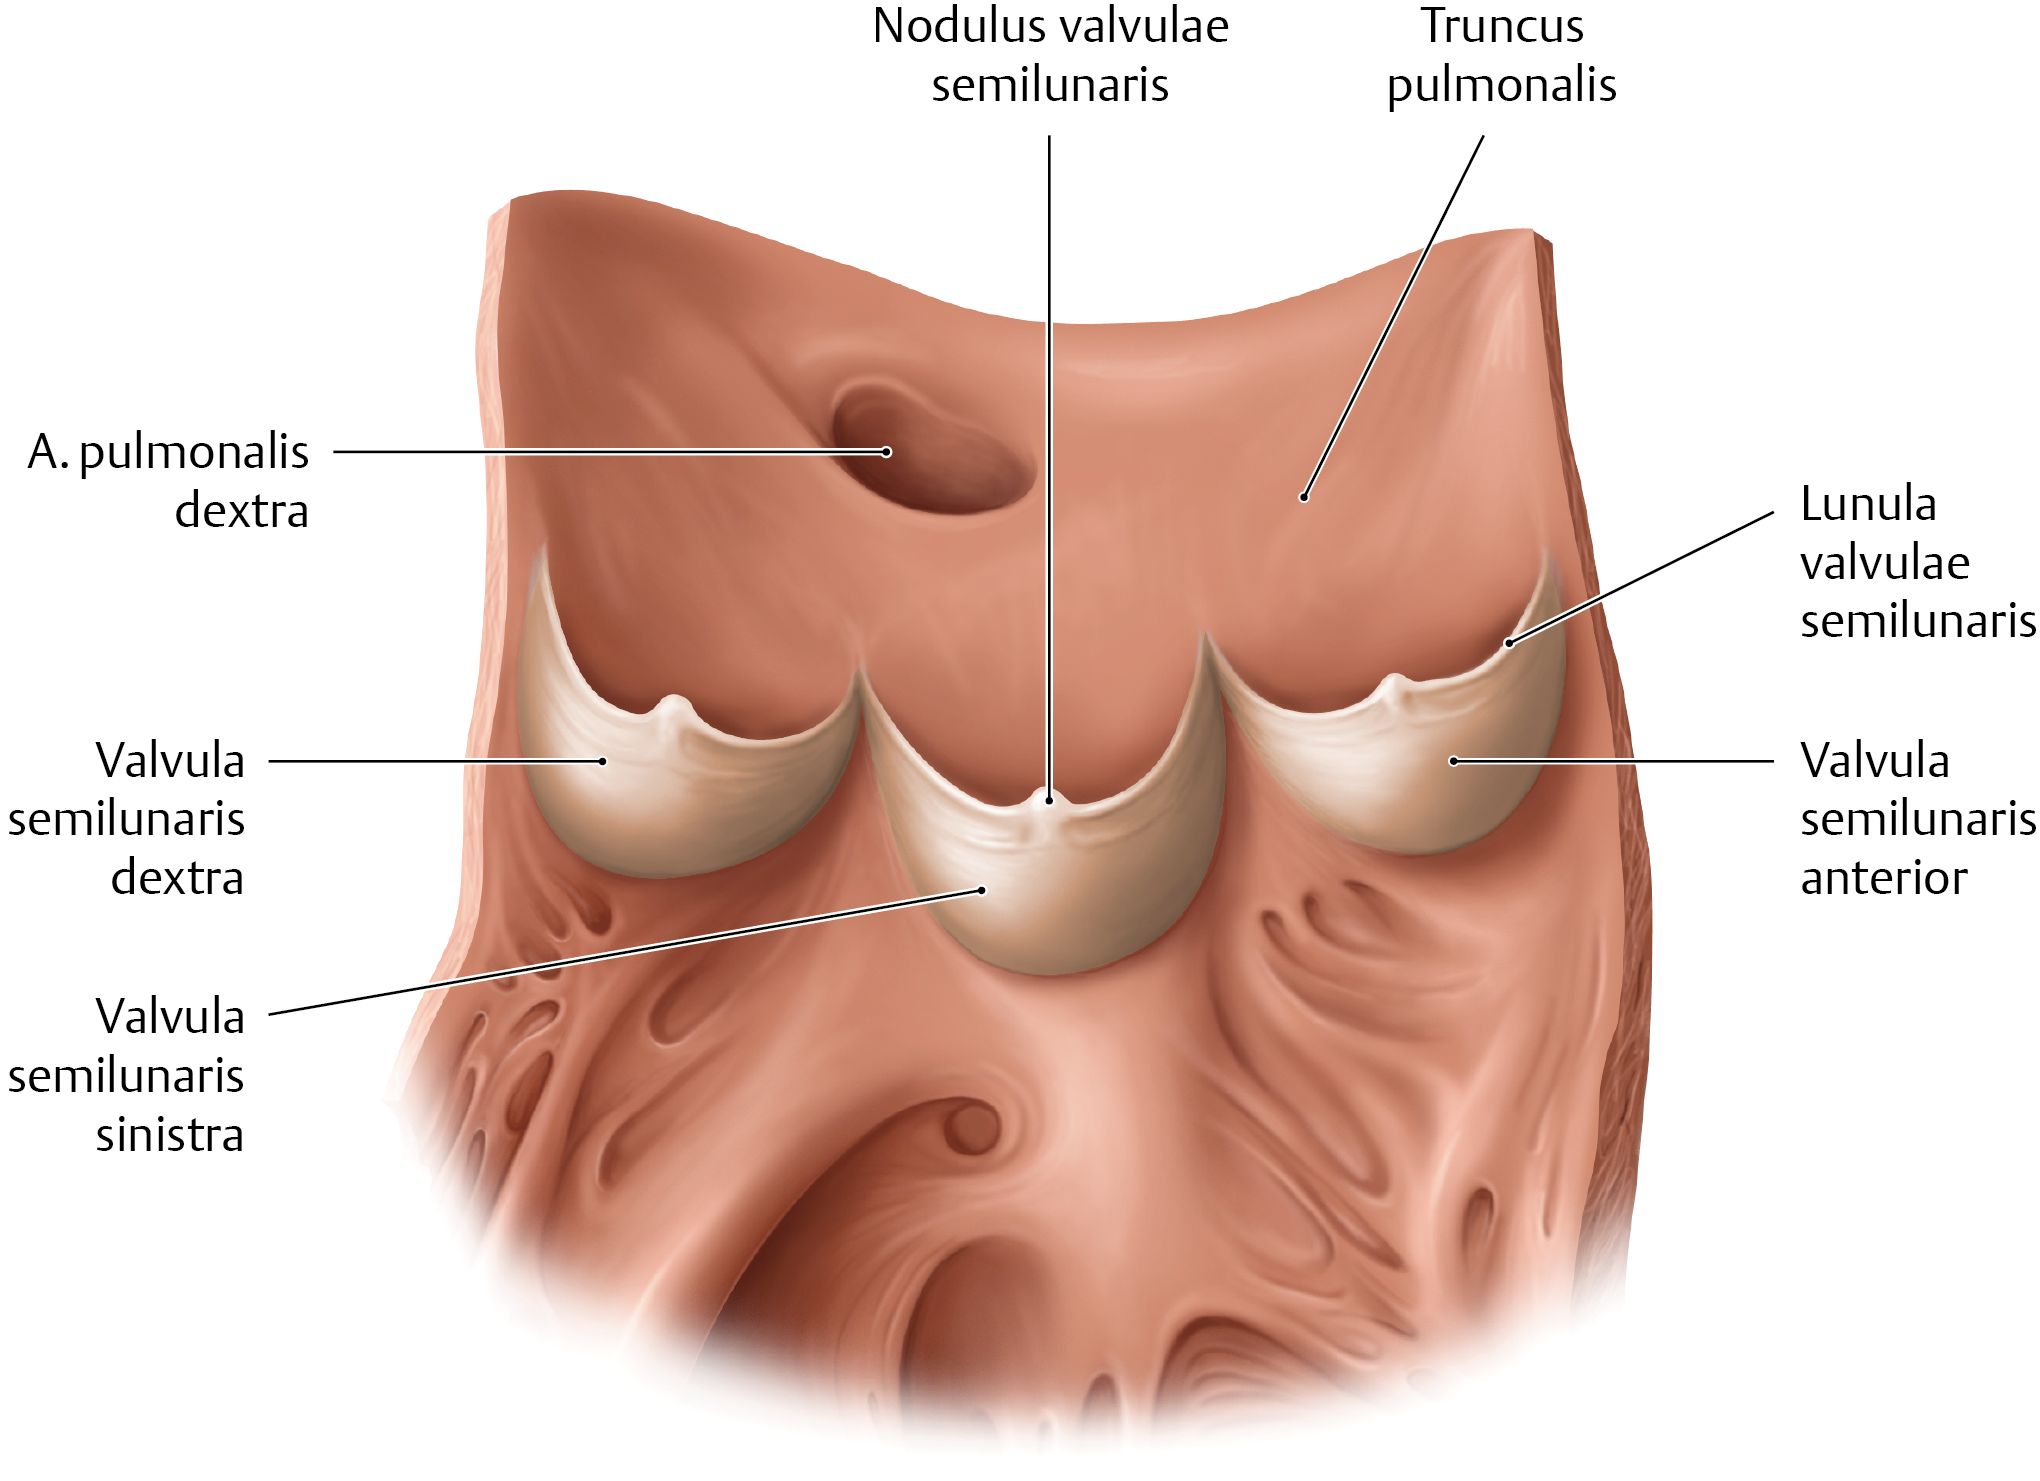 Nodulus valvulae
semilunaris
Truncus
pulmonalis
A. pulmonalis
dextra
Lunula
valvulae
semilunaris
Valvula
semilunaris
dextra
Valvula
semilunaris
anterior
Valvula
semilunaris
sinistra